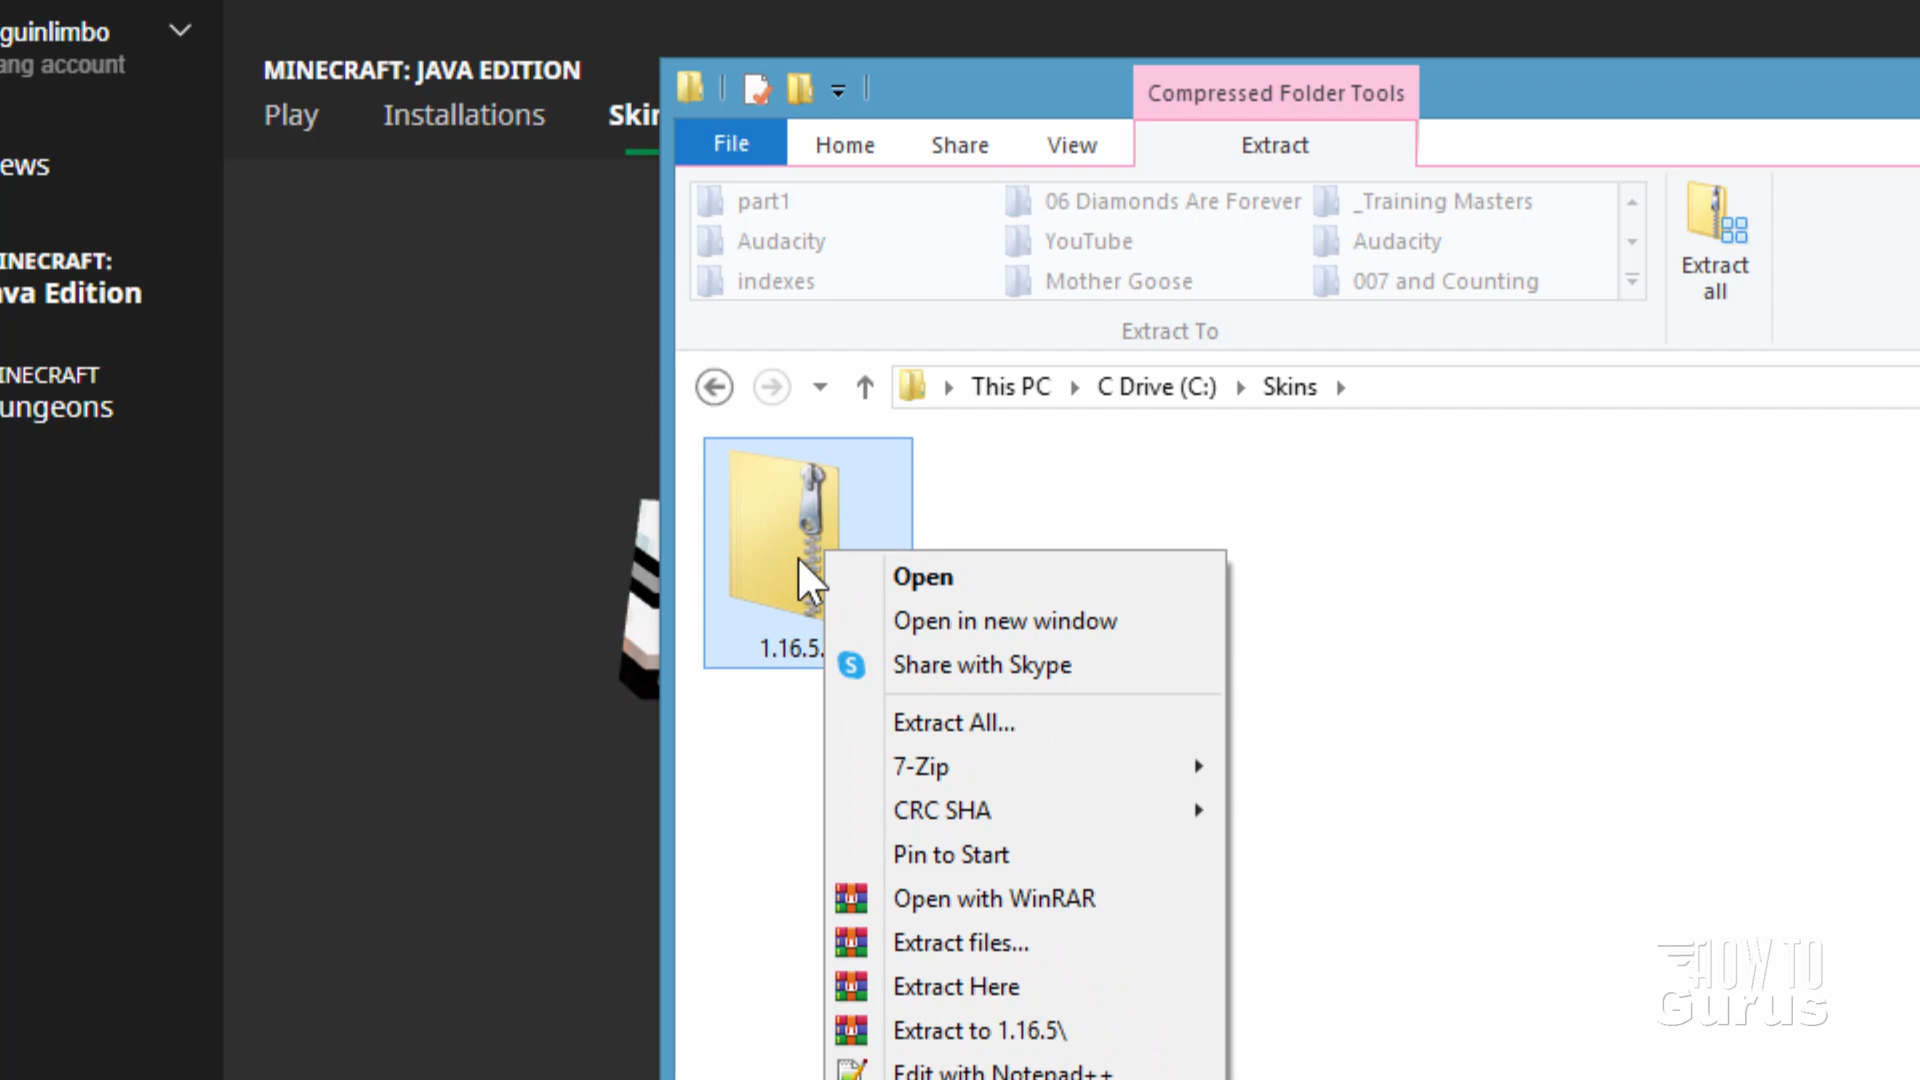 guinlimbo
ang account
ews
INECRAFT:
ava Edition
INECRAFT
ungeons
MINECRAFT: JAVA EDITION
Play Installations Skin
Compressed Folder Tools
File Home Share View Extract
part1 06 Diamonds Are Forever _Training Masters
Audacity YouTube Audacity
indexes Mother Goose 007 and Counting
Extract To
Extract
all
This PC C Drive (C:) Skins
1.16.5.
Open
Open in new window
S Share with Skype
Extract All...
7-Zip
CRC SHA
Pin to Start
Open with WinRAR
Extract files...
Extract Here
Extract to 1.16.5\
Edit with Notepad++
HOW TO
Gurus